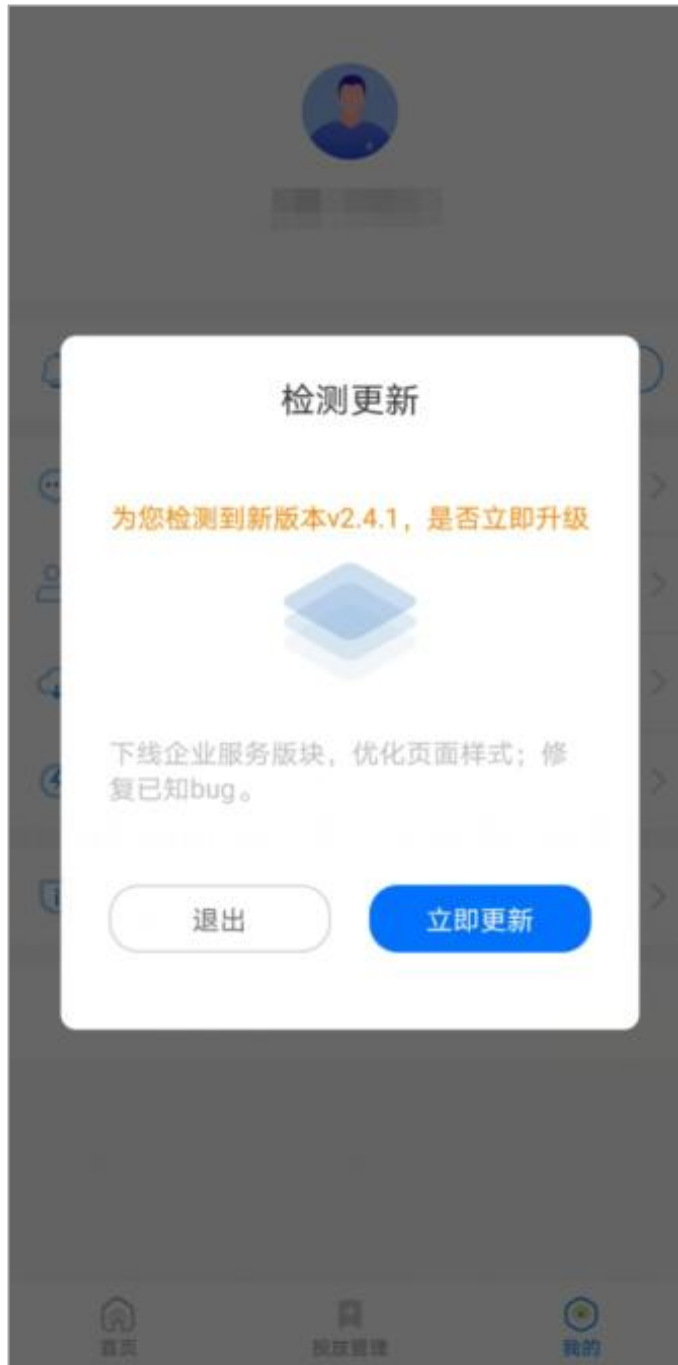 检测更新
为您检测到新版本v2.4.1，是否立即升级
下线企业服务版块，优化页面样式；修
复已知bug。
退出
立即更新
首页
我的